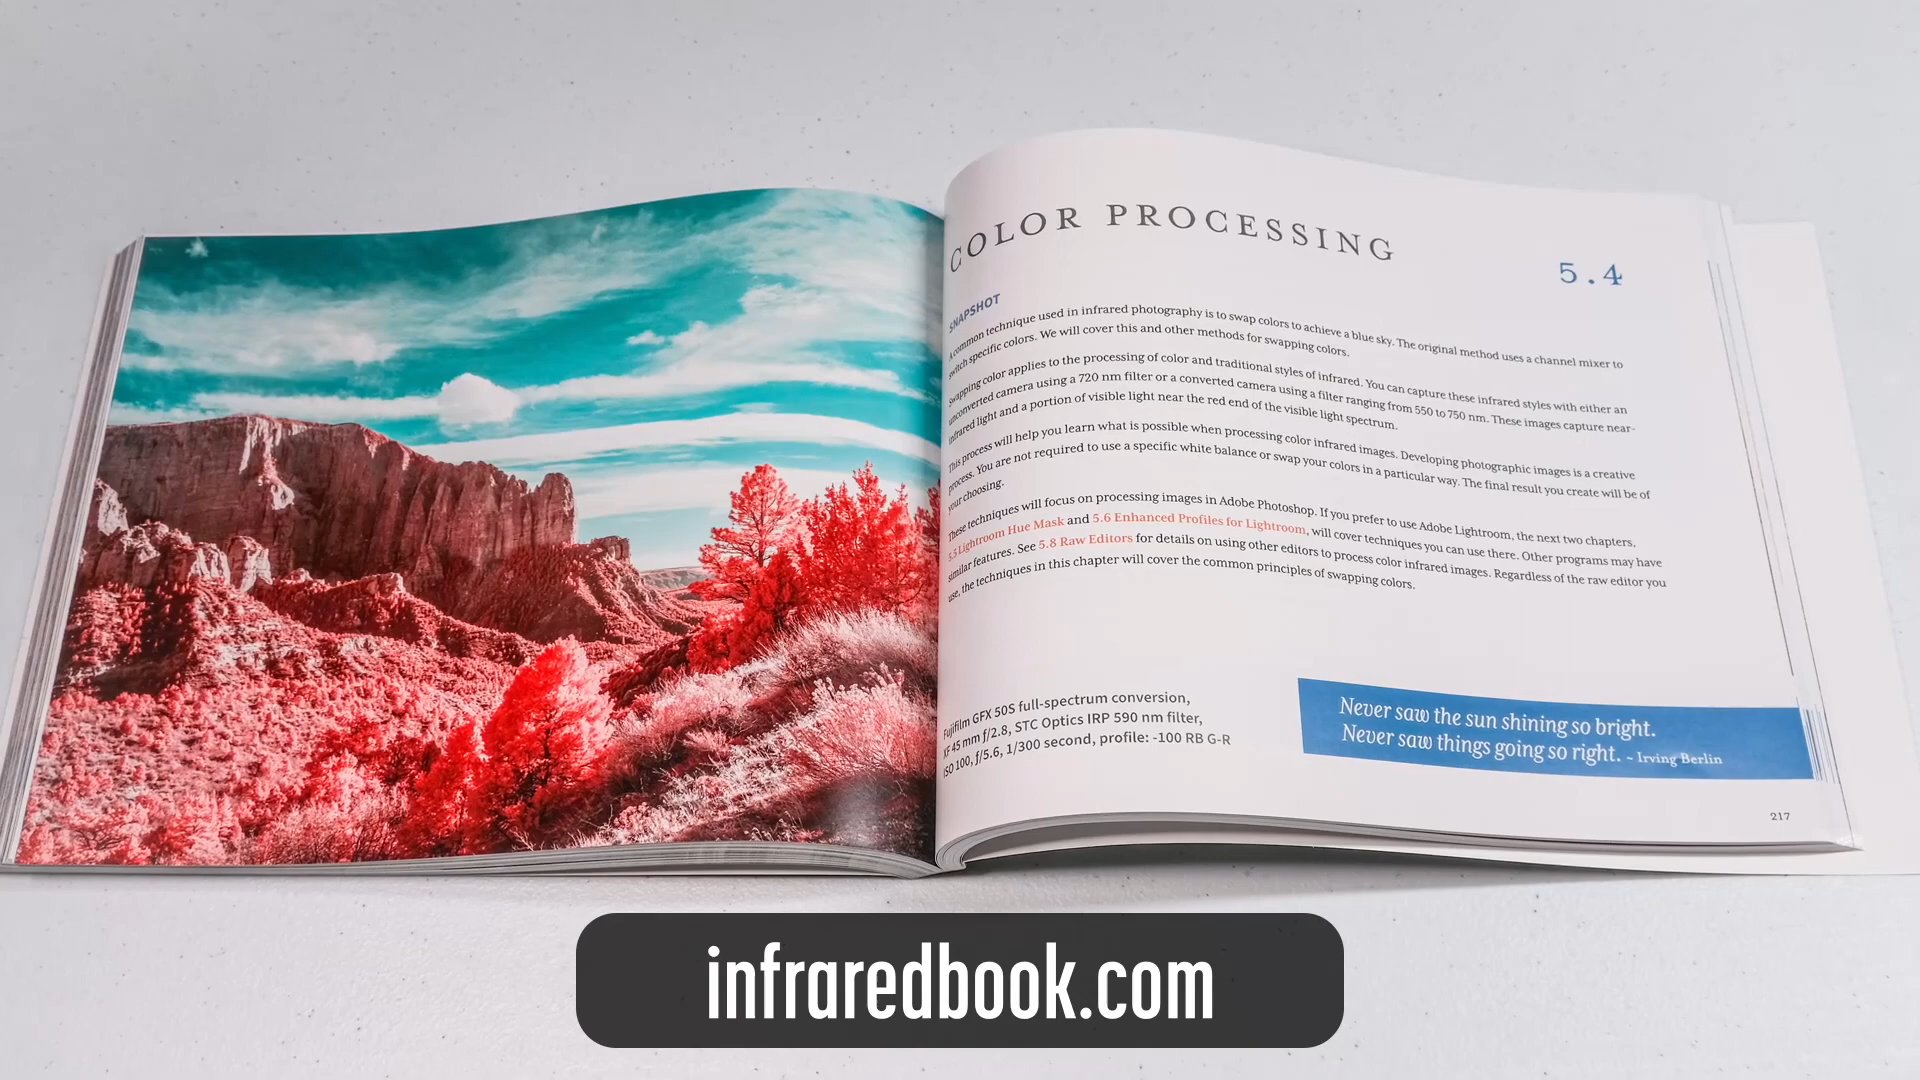 COLOR PROCESSING
5.4
SNAPSHOT
A common technique used in infrared photography is to swap colors to achieve a blue sky. The original method uses a channel mixer to
switch specific colors. We will cover this and other methods for swapping colors.
Swapping color applies to the processing of color and traditional styles of infrared. You can capture these infrared styles with either an
unconverted camera using a 720 nm filter or a converted camera using a filter ranging from 550 to 750 nm. These images capture near-
infrared light and a portion of visible light near the red end of the visible light spectrum.
This process will help you learn what is possible when processing color infrared images. Developing photographic images is a creative
process. You are not required to use a specific white balance or swap your colors in a particular way. The final result you create will be of
your choosing.
These techniques will focus on processing images in Adobe Photoshop. If you prefer to use Adobe Lightroom, the next two chapters,
5.5 Lightroom Hue Mask and 5.6 Enhanced Profiles for Lightroom, will cover techniques you can use there. Other programs may have
similar features. See 5.8 Raw Editors for details on using other editors to process color infrared images. Regardless of the raw editor you
use, the techniques in this chapter will cover the common principles of swapping colors.
Fujifilm GFX 50S full-spectrum conversion,
XF 45 mm ƒ/2.8, STC Optics IRP 590 nm filter,
ISO 100, ƒ/5.6, 1/300 second, profile: -100 RB G-R
Never saw the sun shining so bright.
Never saw things going so right. ~ Irving Berlin
217
infraredbook.com